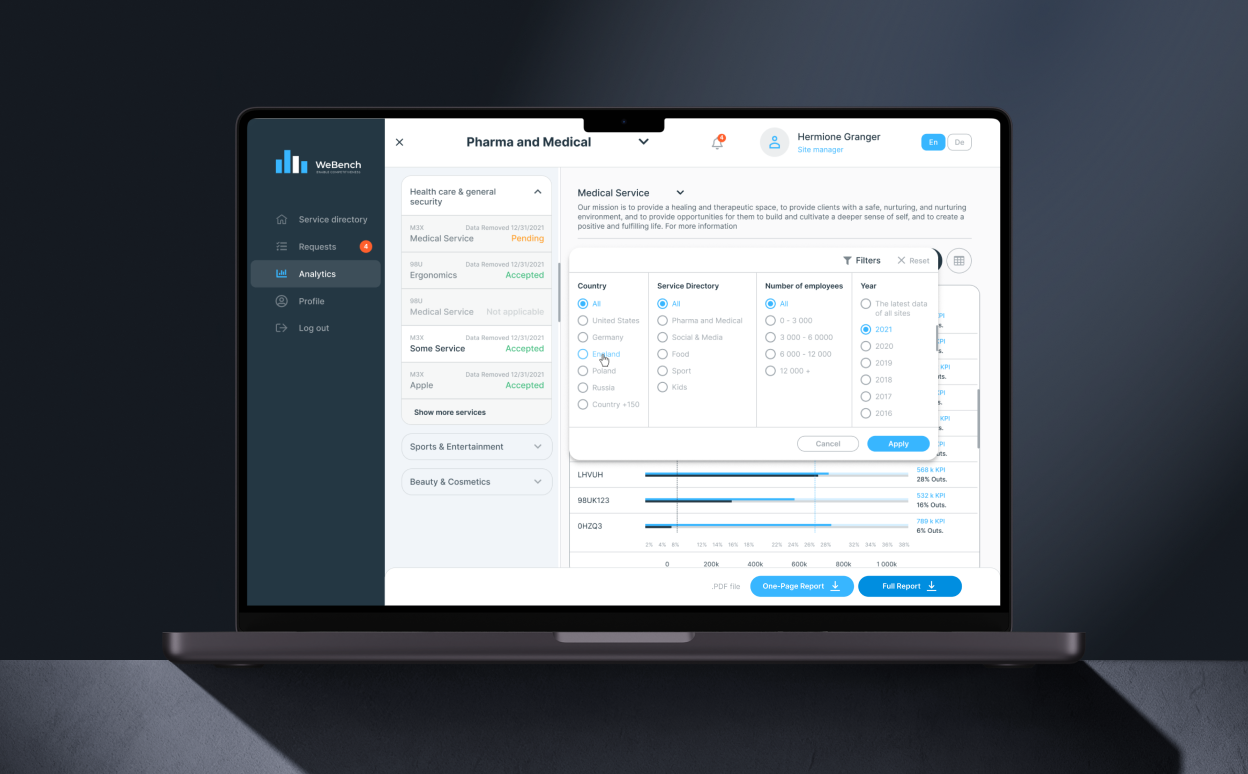 WeBench
Service directory
Requests
4
Analytics
Profile
Log out
Pharma and Medical
4
Hermione Granger
Site manager
En
De
Health care & general
security
M3X Data Removed 12/31/2021
Medical Service Pending
98U Data Removed 12/31/2021
Ergonomics Accepted
98U
Medical Service Not applicable
M3X Data Removed 12/31/2021
Some Service Accepted
M3X Data Removed 12/31/2021
Apple Accepted
Show more services
Sports & Entertainment
Beauty & Cosmetics
Medical Service
Our mission is to provide a healing and therapeutic space, to provide clients with a safe, nurturing, and nurturing
environment, and to provide opportunities for them to build and cultivate a deeper sense of self, and to create a
positive and fulfilling life. For more information
Filters
Reset
Country
All
United States
Germany
England
Poland
Russia
Country +150
Service Directory
All
Pharma and Medical
Social & Media
Food
Sport
Kids
Number of employees
All
0 - 3 000
3 000 - 6 0000
6 000 - 12 000
12 000 +
Year
The latest data
of all sites
2021
2020
2019
2018
2017
2016
Cancel
Apply
KPI
LHVUH
568 k KPI
28% Outs.
98UK123
532 k KPI
16% Outs.
0HZQ3
789 k KPI
6% Outs.
2% 4% 8% 12% 14% 16% 18% 22% 24% 26% 28% 32% 34% 36% 38%
0 200k 400k 600k 800k 1 000k
.PDF file
One-Page Report
Full Report